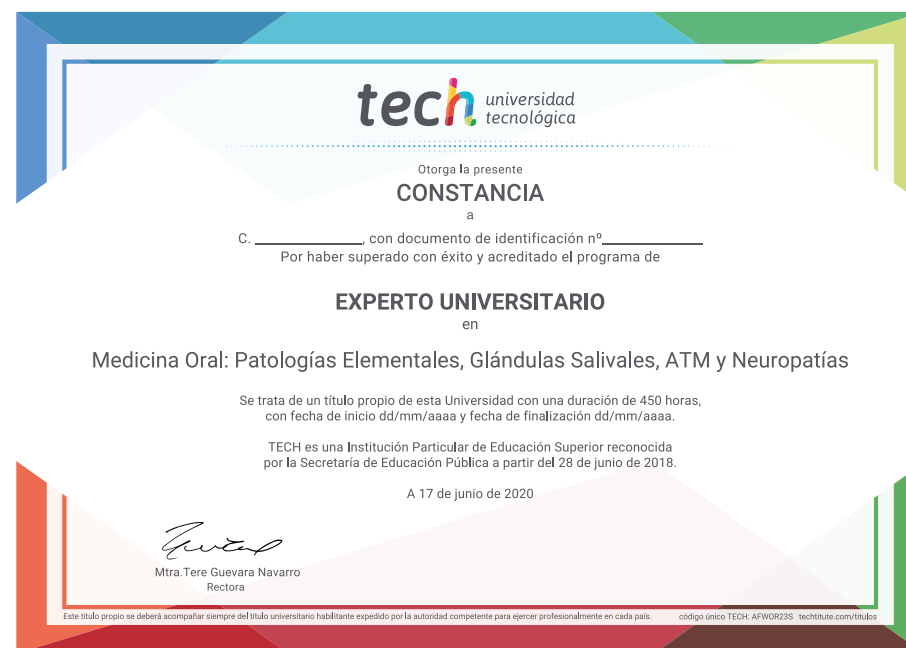 tech universidad
tecnológica
Otorga la presente
CONSTANCIA
a
C. ______________, con documento de identificación nº_____________
Por haber superado con éxito y acreditado el programa de
EXPERTO UNIVERSITARIO
en
Medicina Oral: Patologías Elementales, Glándulas Salivales, ATM y Neuropatías
Se trata de un título propio de esta Universidad con una duración de 450 horas,
con fecha de inicio dd/mm/aaaa y fecha de finalización dd/mm/aaaa.
TECH es una Institución Particular de Educación Superior reconocida
por la Secretaría de Educación Pública a partir del 28 de junio de 2018.
A 17 de junio de 2020
Mtra.Tere Guevara Navarro
Rectora
Este título propio se deberá acompañar siempre del título universitario habilitante expedido por la autoridad competente para ejercer profesionalmente en cada país. código único TECH: AFWOR23S techtitute.com/titulos